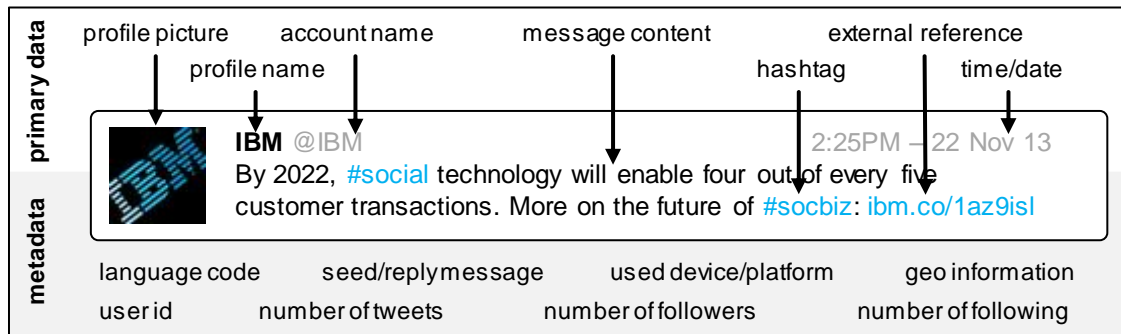 primary data
profile picture account name message content external reference
profile name hashtag time/date
IBM
IBM @IBM 2:25PM – 22 Nov 13
By 2022, #social technology will enable four out of every five
customer transactions. More on the future of #socbiz: ibm.co/1az9isl
metadata
language code seed/reply message used device/platform geo information
user id number of tweets number of followers number of following